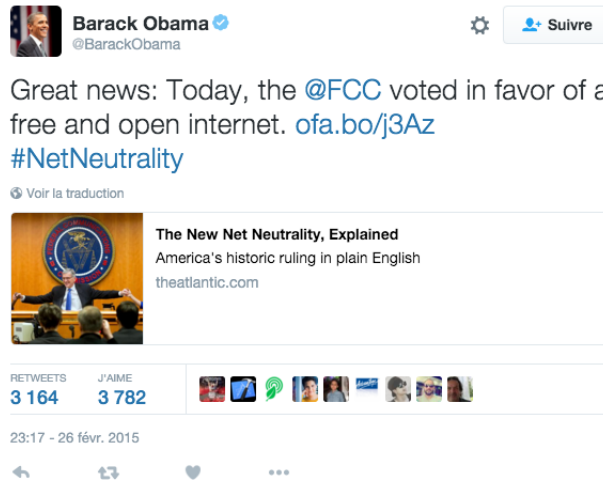 Barack Obama
@BarackObama
Suivre
Great news: Today, the @FCC voted in favor of a
free and open internet. ofa.bo/j3Az
#NetNeutrality
Voir la traduction
The New Net Neutrality, Explained
America's historic ruling in plain English
theatlantic.com
RETWEETS J'AIME
3 164 3 782
23:17 - 26 févr. 2015